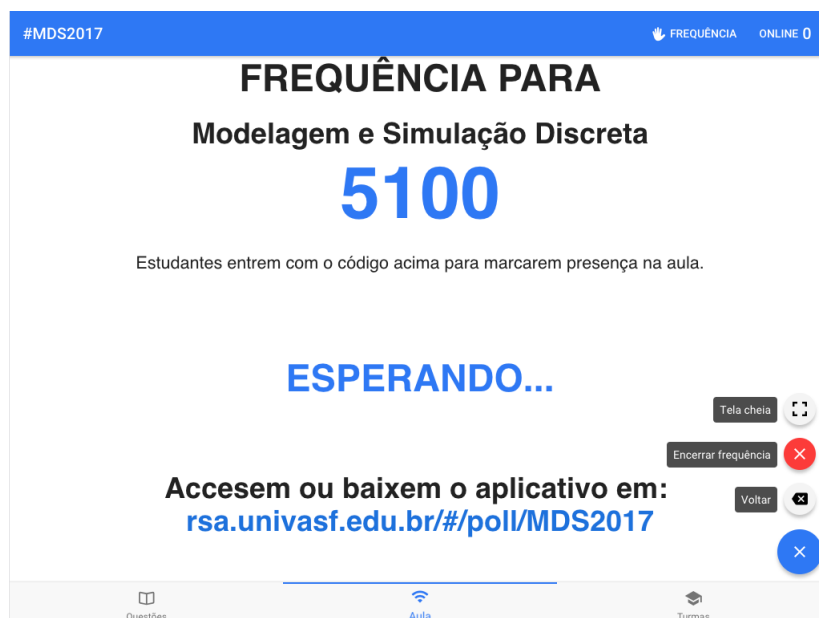 #MDS2017
FREQUÊNCIA
ONLINE 0
FREQUÊNCIA PARA
Modelagem e Simulação Discreta
5100
Estudantes entrem com o código acima para marcarem presença na aula.
ESPERANDO...
Tela cheia
Encerrar frequência
Accesem ou baixem o aplicativo em:
Voltar
rsa.univasf.edu.br/#/poll/MDS2017
Questões
Aula
Turmas